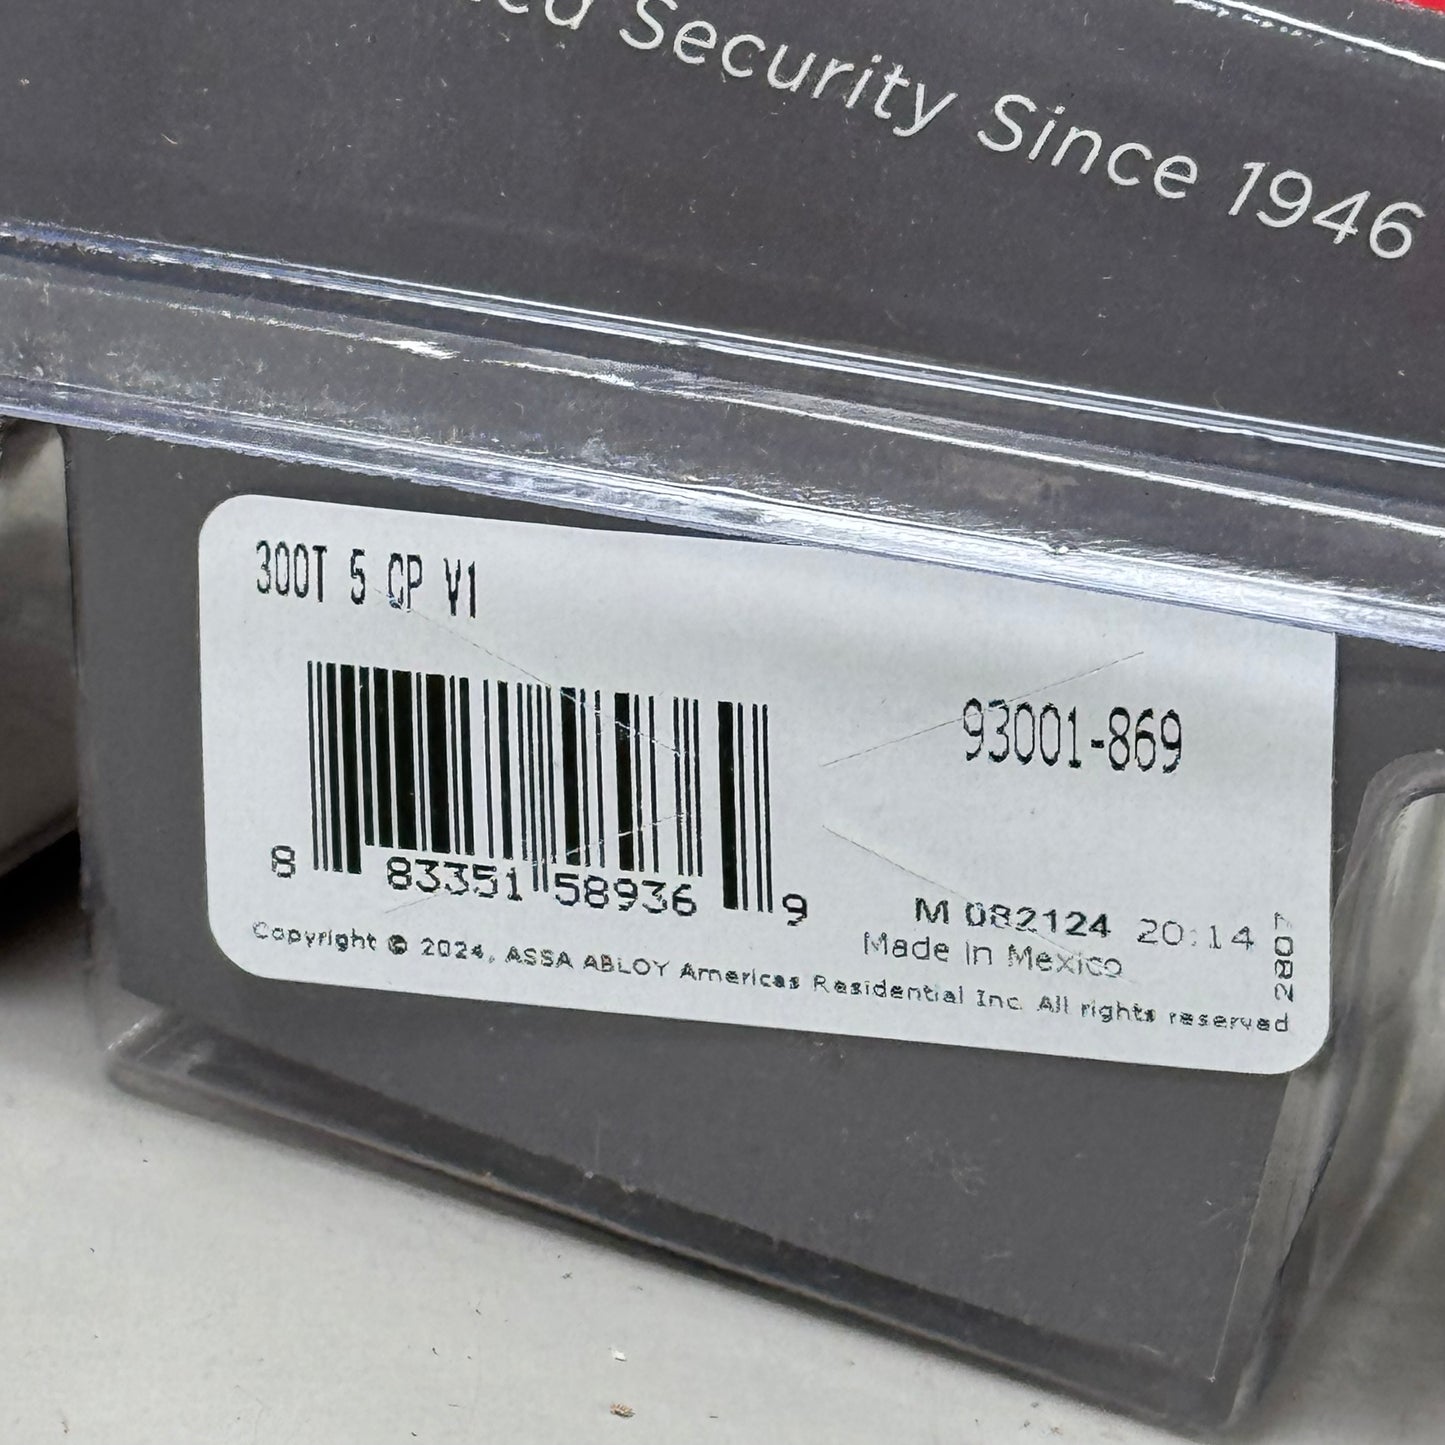 Security Since 1946
300T 5 CP V1
93001-869
8 83351 58936 9
M 082124 20:14
Made in Mexico
2807
Copyright © 2024, ASSA ABLOY Americas Residential Inc. All rights reserved